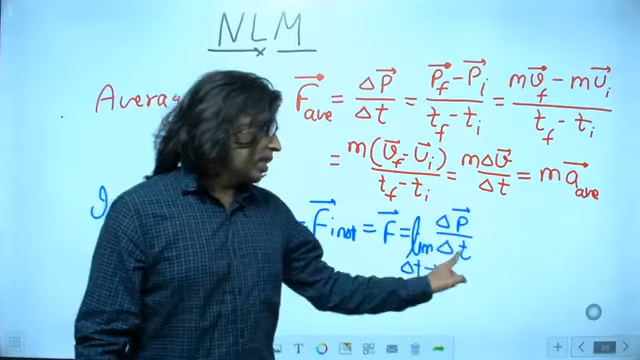 NLM
Average F⃗ave = ΔP⃗/Δt = (P⃗f − P⃗i)/(tf − ti) = (mv⃗f − mv⃗i)/(tf − ti)
= m(v⃗f − v⃗i)/(tf − ti) = mΔv⃗/Δt = ma⃗ave
= F⃗inst = F⃗ = lim Δt→ ΔP⃗/Δt